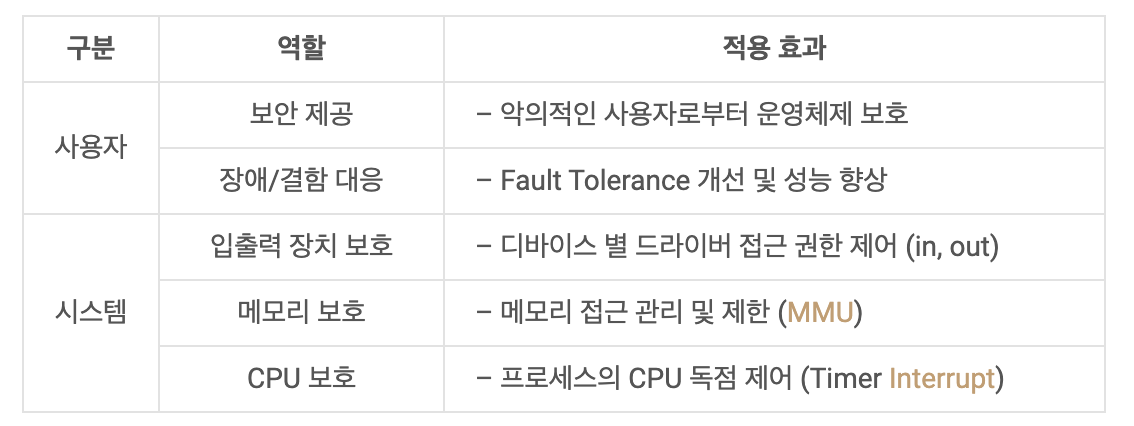 구분 역할 적용 효과
사용자 보안 제공 – 악의적인 사용자로부터 운영체제 보호
장애/결함 대응 – Fault Tolerance 개선 및 성능 향상
시스템 입출력 장치 보호 – 디바이스 별 드라이버 접근 권한 제어 (in, out)
메모리 보호 – 메모리 접근 관리 및 제한 (MMU)
CPU 보호 – 프로세스의 CPU 독점 제어 (Timer Interrupt)